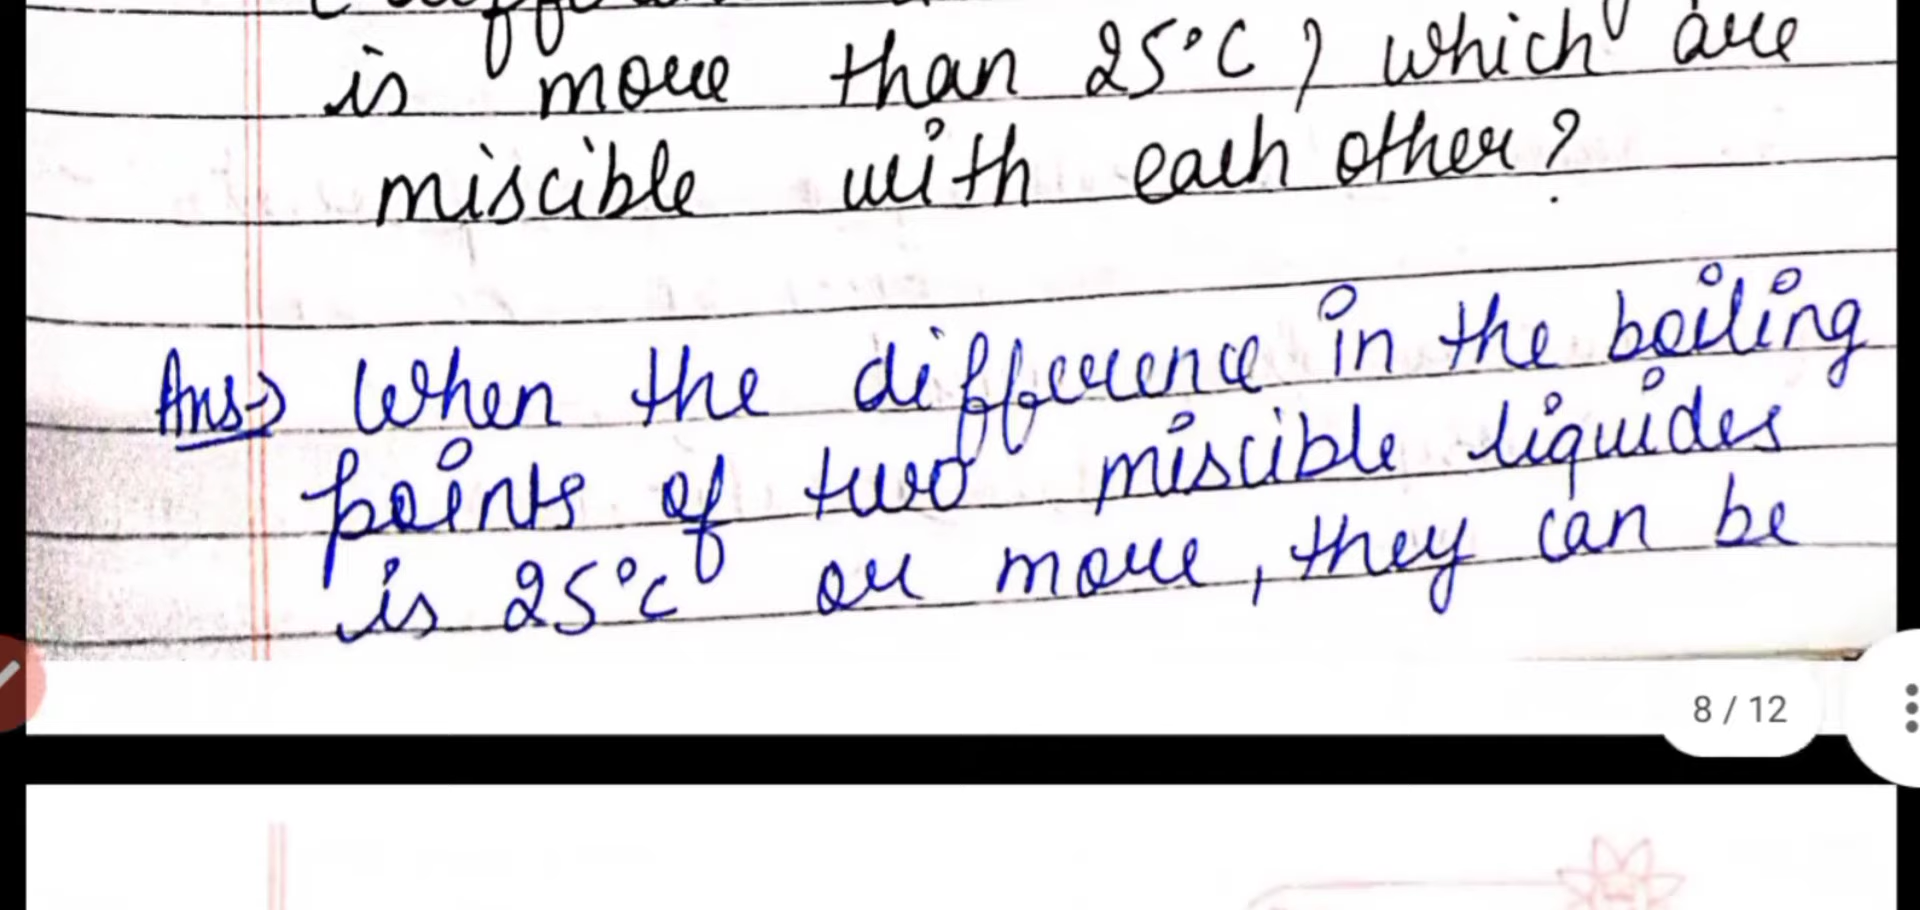 is more than 25°C) which are
miscible with each other?
Ans→ When the difference in the boiling
points of two miscible liquides
is 25°C or more, they can be
8 / 12